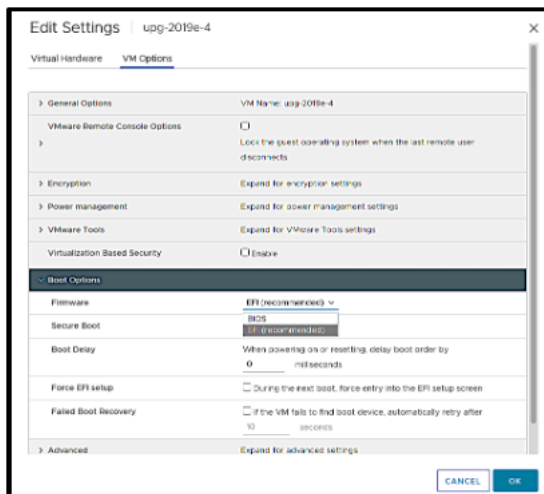 Edit Settings | upg-2019e-4
Virtual Hardware VM Options
General Options VM Name: upg-2019e-4
VMware Remote Console Options
Lock the guest operating system when the last remote user
disconnects
Encryption Expand for encryption settings
Power management Expand for power management settings
VMware Tools Expand for VMware Tools settings
Virtualization Based Security Enable
Boot Options
Firmware EFI (recommended)
BIOS
EFI (recommended)
Secure Boot
Boot Delay When powering on or resetting, delay boot order by
0 milliseconds
Force EFI setup During the next boot, force entry into the EFI setup screen
Failed Boot Recovery If the VM fails to find boot device, automatically retry after
10 seconds
Advanced Expand for advanced settings
CANCEL OK